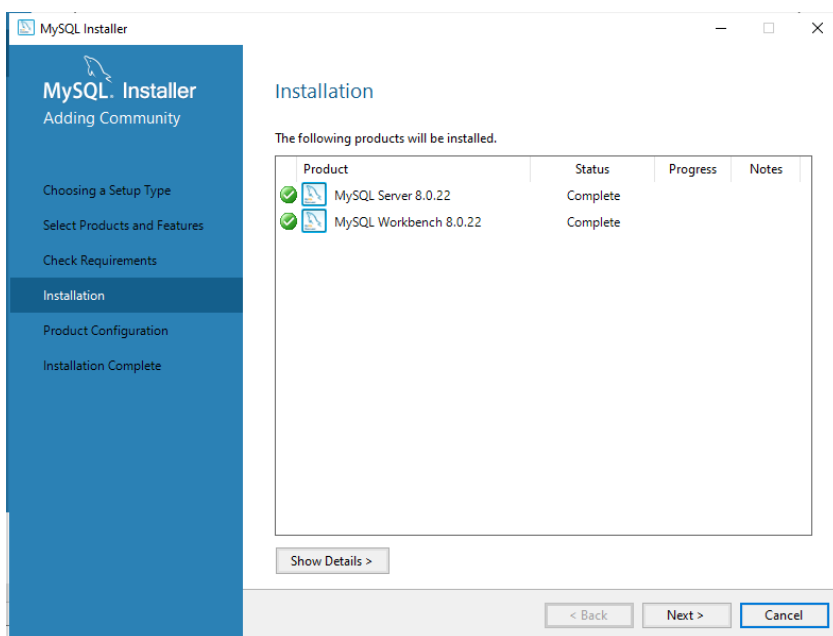 MySQL Installer
MySQL. Installer
Adding Community
Choosing a Setup Type
Select Products and Features
Check Requirements
Installation
Product Configuration
Installation Complete
Installation
The following products will be installed.
Product Status Progress Notes
MySQL Server 8.0.22 Complete
MySQL Workbench 8.0.22 Complete
Show Details >
< Back Next > Cancel